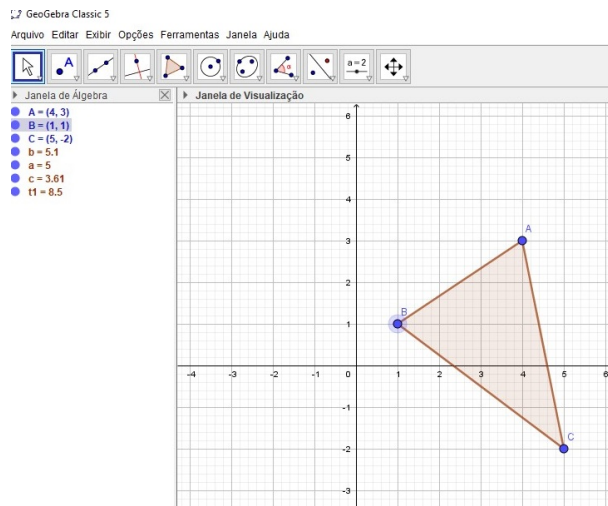 GeoGebra Classic 5
Arquivo Editar Exibir Opções Ferramentas Janela Ajuda
A
α
a=2
Janela de Álgebra
Janela de Visualização
A = (4, 3)
B = (1, 1)
C = (5, -2)
b = 5.1
a = 5
c = 3.61
t1 = 8.5
6
5
4
3
2
1
-4 -3 -2 -1 0 1 2 3 4 5 6
-1
-2
-3
A
B
C